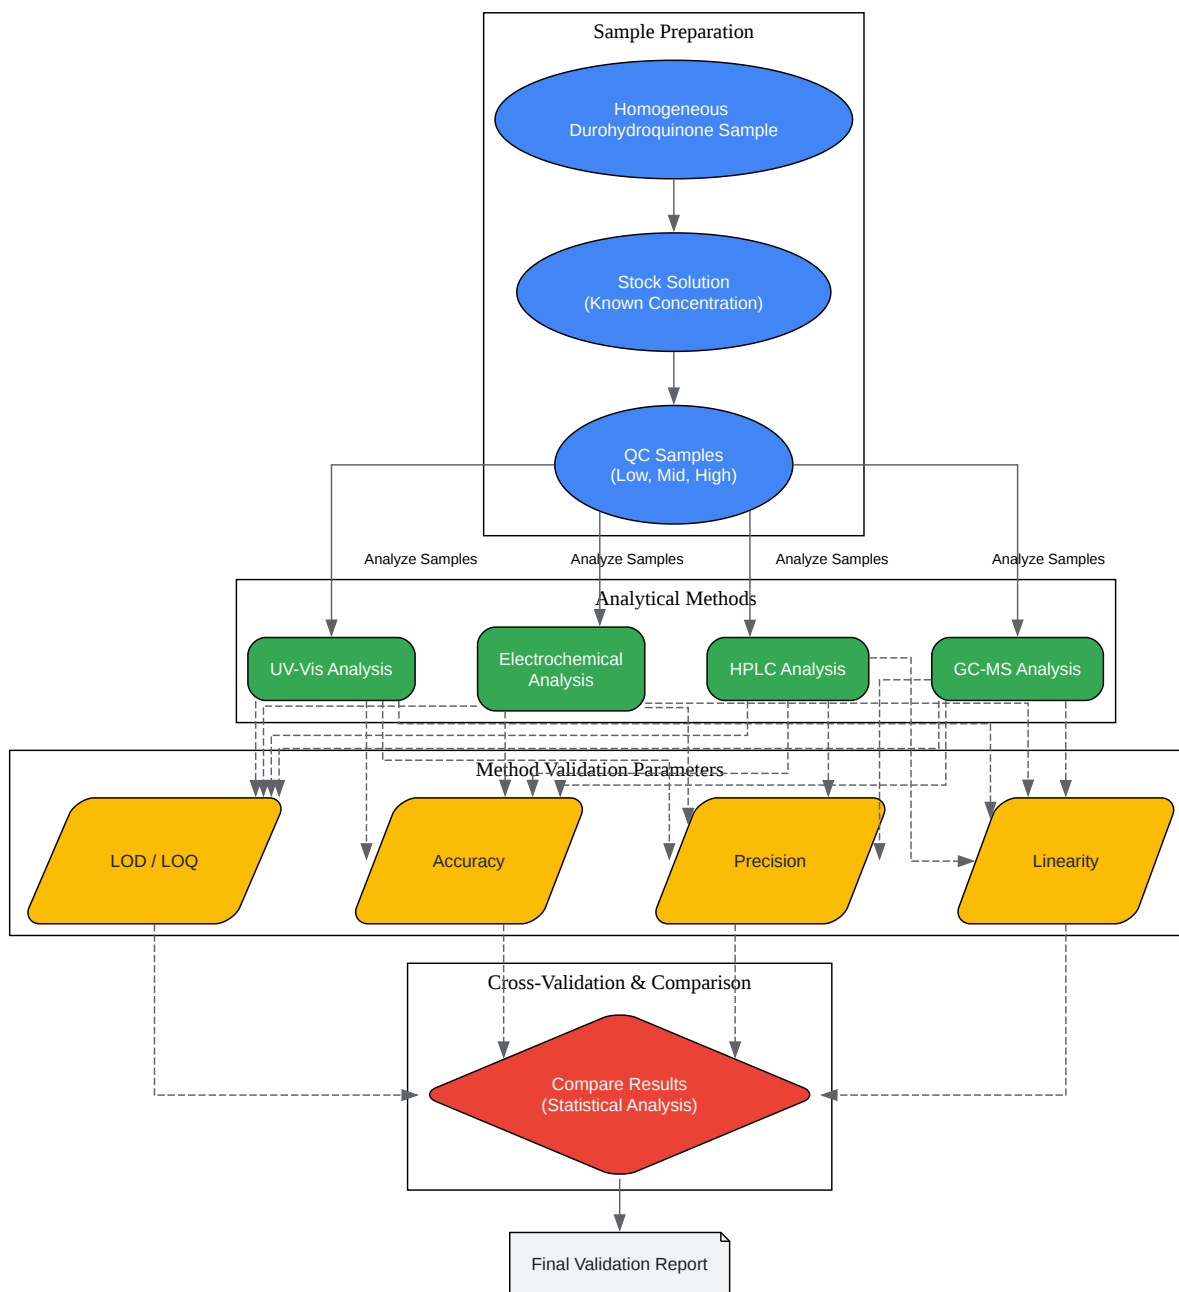 Sample Preparation
Homogeneous
Durohydroquinone Sample
Stock Solution
(Known Concentration)
QC Samples
(Low, Mid, High)
Analyze Samples
Analyze Samples
Analyze Samples
Analyze Samples
Analytical Methods
UV-Vis Analysis
Electrochemical
Analysis
HPLC Analysis
GC-MS Analysis
Method Validation Parameters
LOD / LOQ
Accuracy
Precision
Linearity
Cross-Validation & Comparison
Compare Results
(Statistical Analysis)
Final Validation Report